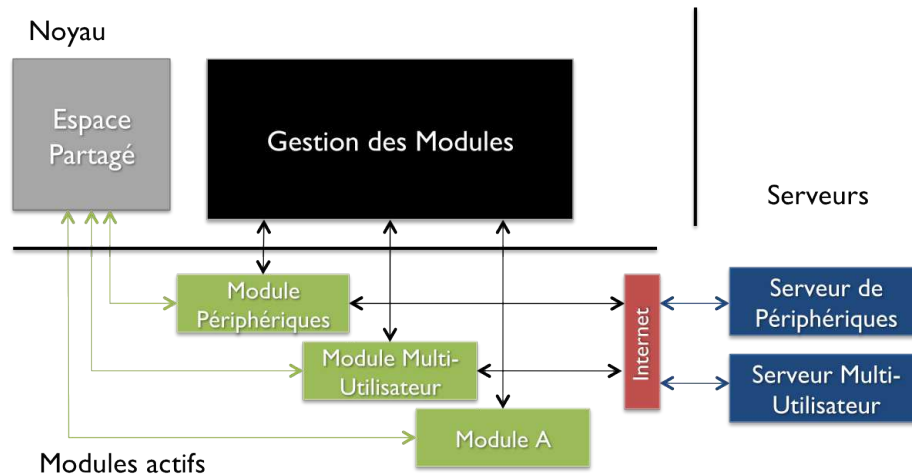 Noyau
Espace
Partagé
Gestion des Modules
Serveurs
Module
Périphériques
Internet
Serveur de
Périphériques
Module Multi-
Utilisateur
Serveur Multi-
Utilisateur
Module A
Modules actifs